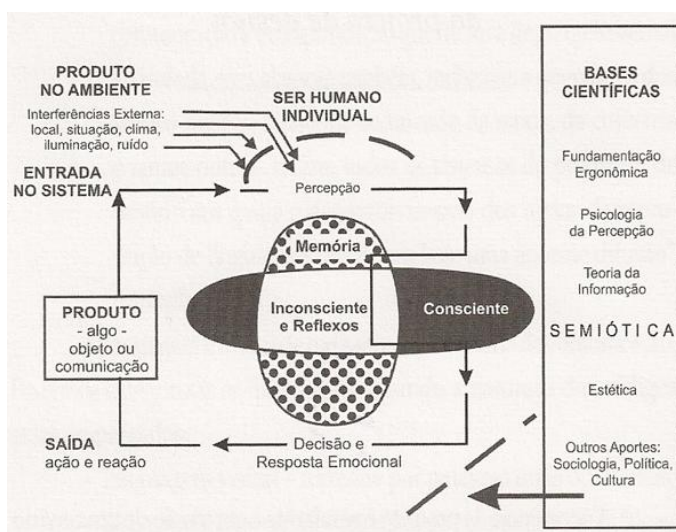 PRODUTO
NO AMBIENTE
Interferências Externa:
local, situação, clima,
iluminação, ruído
ENTRADA
NO SISTEMA
SER HUMANO
INDIVIDUAL
Percepção
Memória
Inconsciente
e Reflexos
Consciente
PRODUTO
- algo -
objeto ou
comunicação
SAÍDA
ação e reação
Decisão e
Resposta Emocional
BASES
CIENTÍFICAS
Fundamentação
Ergonômica
Psicologia
da Percepção
Teoria da
Informação
SEMIÓTICA
Estética
Outros Aportes:
Sociologia, Política,
Cultura